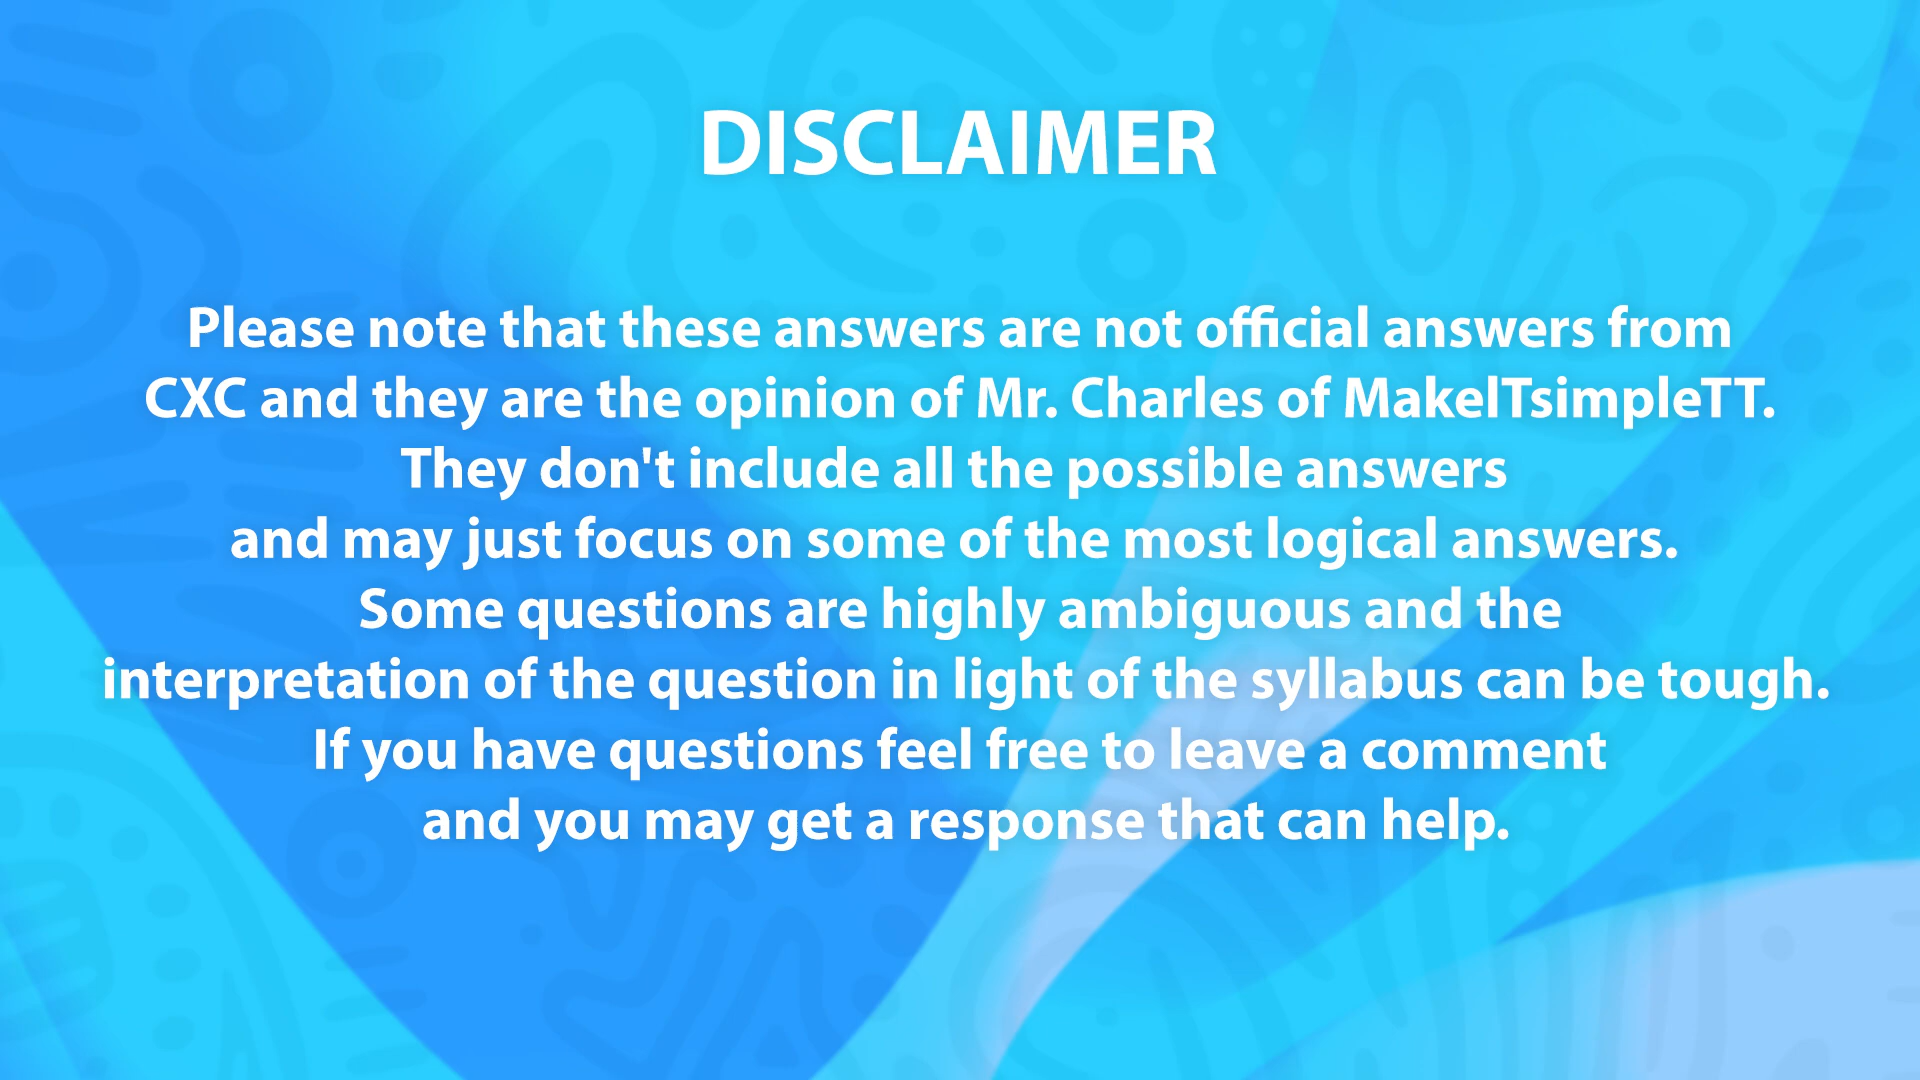 DISCLAIMER
Please note that these answers are not official answers from
CXC and they are the opinion of Mr. Charles of MakeITsimpleTT.
They don't include all the possible answers
and may just focus on some of the most logical answers.
Some questions are highly ambiguous and the
interpretation of the question in light of the syllabus can be tough.
If you have questions feel free to leave a comment
and you may get a response that can help.